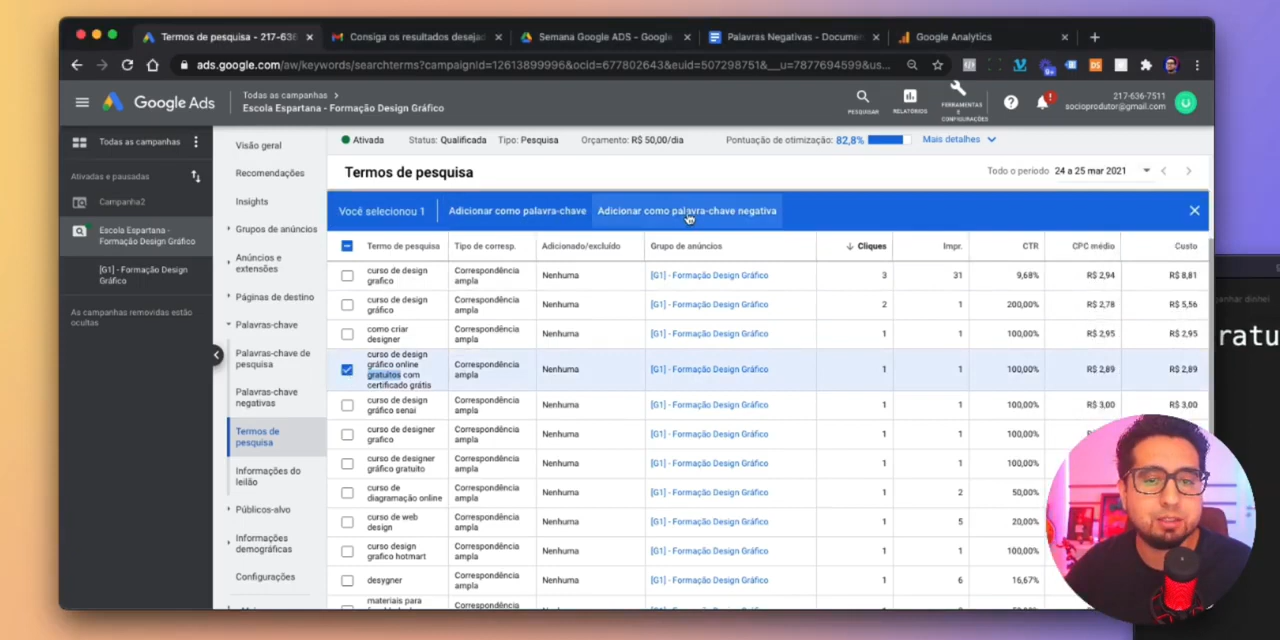 Termos de pesquisa - 217-636
Consiga os resultados desejad
Semana Google ADS - Google
Palavras Negativas - Docume
Google Analytics
ads.google.com/aw/keywords/searchterms?campaignId=12613899996&ocid=677802643&euid=507298751&__u=7877694599&us...
Google Ads
Todas as campanhas
Escola Espartana - Formação Design Gráfico
PESQUISAR
RELATÓRIOS
FERRAMENTAS
E
CONFIGURAÇÕES
217-636-7511
socioprodutor@gmail.com
Todas as campanhas
Ativadas e pausadas
Campanha2
Escola Espartana -
Formação Design Gráfico
[G1] - Formação Design
Gráfico
As campanhas removidas estão
ocultas
Visão geral
Recomendações
Insights
Grupos de anúncios
Anúncios e
extensões
Páginas de destino
Palavras-chave
Palavras-chave de
pesquisa
Palavras-chave
negativas
Termos de
pesquisa
Informações do
leilão
Públicos-alvo
Informações
demográficas
Configurações
Ativada Status: Qualificada Tipo: Pesquisa Orçamento: R$ 50,00/dia Pontuação de otimização: 82,8% Mais detalhes
Termos de pesquisa
Todo o período 24 a 25 mar 2021
Você selecionou 1 Adicionar como palavra-chave Adicionar como palavra-chave negativa
Termo de pesquisa Tipo de corresp. Adicionado/excluído Grupo de anúncios Cliques Impr. CTR CPC médio Custo
curso de design
grafico
Correspondência
ampla
Nenhuma [G1] - Formação Design Gráfico 3 31 9,68% R$ 2,94 R$ 8,81
curso de design
gráfico
Correspondência
ampla
Nenhuma [G1] - Formação Design Gráfico 2 1 200,00% R$ 2,78 R$ 5,56
como criar
designer
Correspondência
ampla
Nenhuma [G1] - Formação Design Gráfico 1 1 100,00% R$ 2,95 R$ 2,95
curso de design
gráfico online
gratuitos com
certificado grátis
Correspondência
ampla
Nenhuma [G1] - Formação Design Gráfico 1 1 100,00% R$ 2,89 R$ 2,89
curso de design
gráfico senai
Correspondência
ampla
Nenhuma [G1] - Formação Design Gráfico 1 1 100,00% R$ 3,00 R$ 3,00
curso de designer
grafico
Correspondência
ampla
Nenhuma [G1] - Formação Design Gráfico 1 1 100,00%
curso de designer
gráfico gratuito
Correspondência
ampla
Nenhuma [G1] - Formação Design Gráfico 1 1 100,00%
curso de
diagramação online
Correspondência
ampla
Nenhuma [G1] - Formação Design Gráfico 1 2 50,00%
curso de web
design
Correspondência
ampla
Nenhuma [G1] - Formação Design Gráfico 1 5 20,00%
curso design
grafico hotmart
Correspondência
ampla
Nenhuma [G1] - Formação Design Gráfico 1 1 100,00%
desygner
Correspondência
ampla
Nenhuma [G1] - Formação Design Gráfico 1 6 16,67%
materiais para
Correspondência
ganhar dinhei
ratu